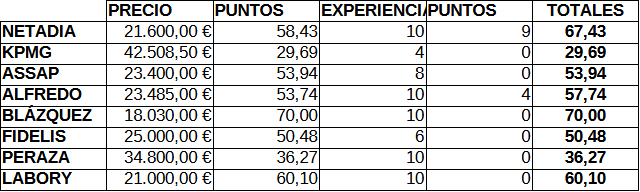 PRECIO PUNTOS EXPERIENCIA PUNTOS TOTALES
NETADIA 21.600,00 € 58,43 10 9 67,43
KPMG 42.508,50 € 29,69 4 0 29,69
ASSAP 23.400,00 € 53,94 8 0 53,94
ALFREDO 23.485,00 € 53,74 10 4 57,74
BLÁZQUEZ 18.030,00 € 70,00 10 0 70,00
FIDELIS 25.000,00 € 50,48 6 0 50,48
PERAZA 34.800,00 € 36,27 10 0 36,27
LABORY 21.000,00 € 60,10 10 0 60,10